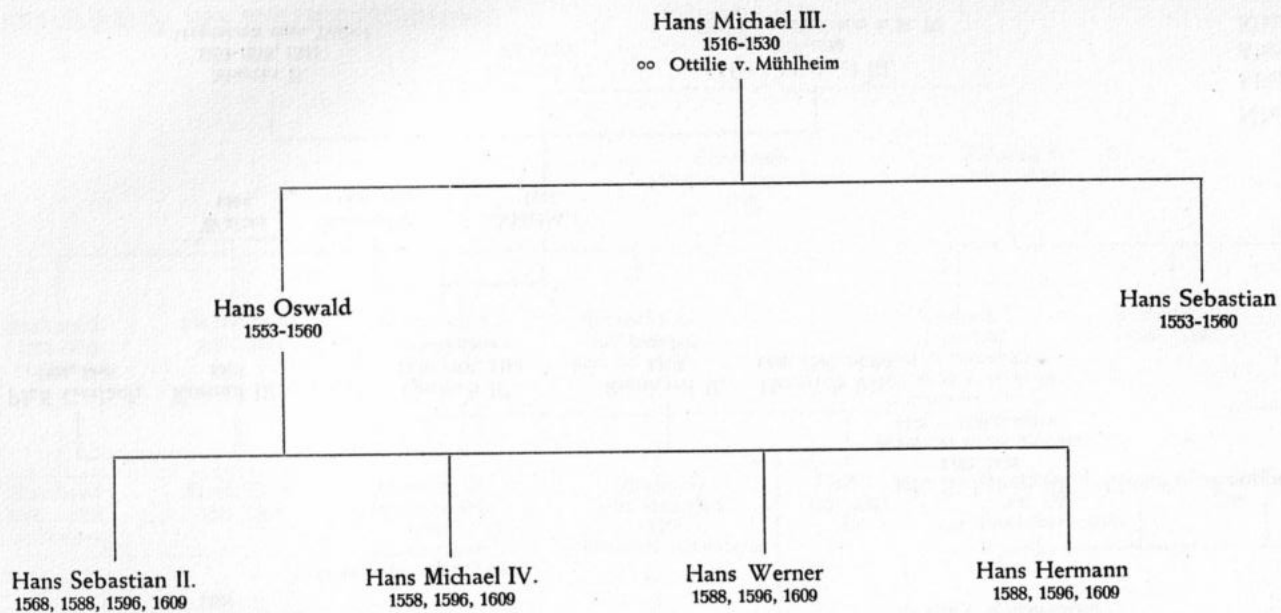 Hans Michael III.
1516-1530
∞ Ottilie v. Mühlheim
Hans Oswald
1553-1560
Hans Sebastian
1553-1560
Hans Sebastian II.
1568, 1588, 1596, 1609
Hans Michael IV.
1558, 1596, 1609
Hans Werner
1588, 1596, 1609
Hans Hermann
1588, 1596, 1609